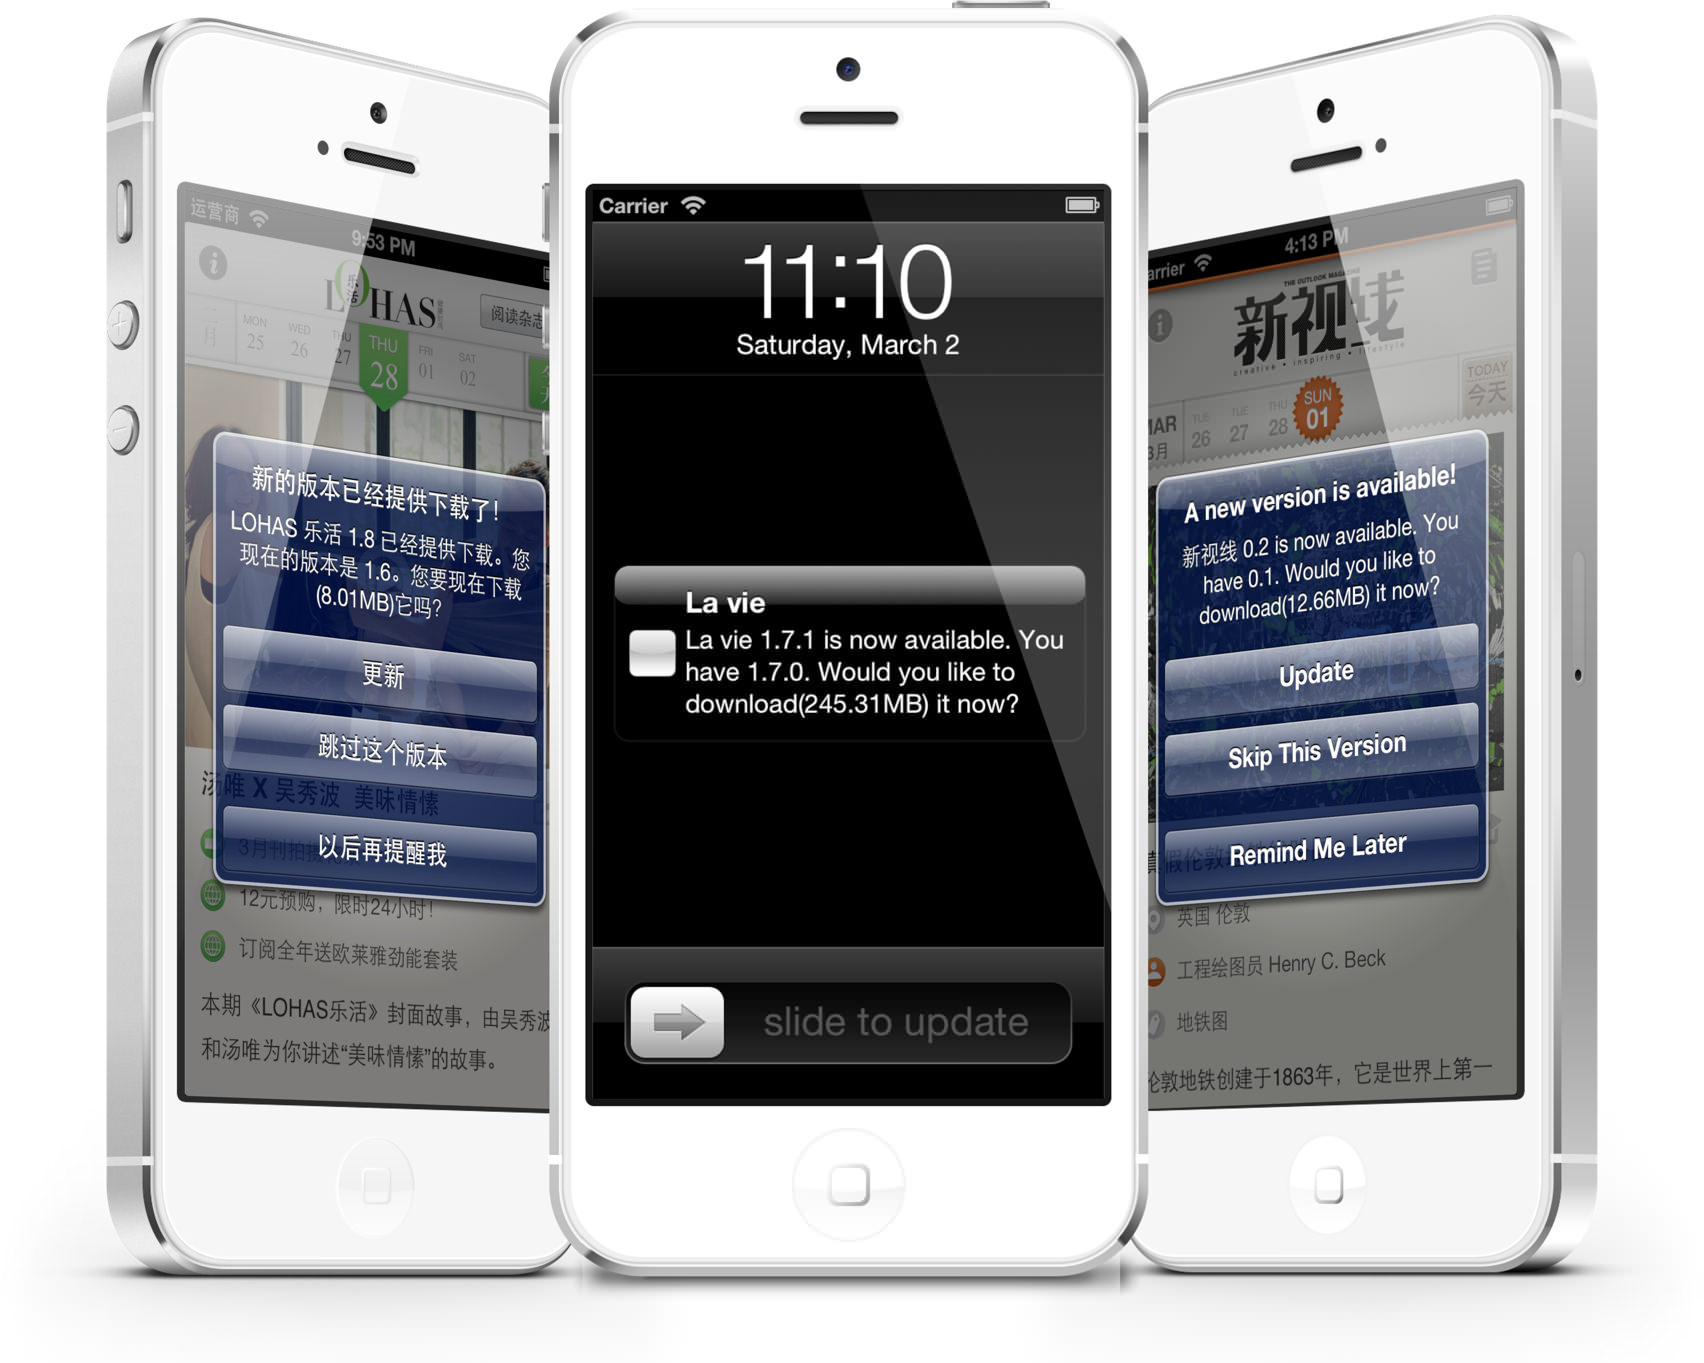 运营商
9:53 PM
乐活
LOHAS
阅读杂志
二月
MON
25
WED
26
THU
27
THU
28
FRI
01
SAT
02
新的版本已经提供下载了!
LOHAS 乐活 1.8 已经提供下载。您
现在的版本是 1.6。您要现在下载
(8.01MB)它吗?
更新
跳过这个版本
汤唯 X 吴秀波 美味情愫
以后再提醒我
3月刊拍摄
12元预购，限时24小时！
订阅全年送欧莱雅劲能套装
本期《LOHAS乐活》封面故事，由吴秀波
和汤唯为你讲述“美味情愫”的故事。
Carrier
11:10
Saturday, March 2
La vie
La vie 1.7.1 is now available. You
have 1.7.0. Would you like to
download(245.31MB) it now?
slide to update
arrier
4:13 PM
THE OUTLOOK MAGAZINE
新视线
creative • inspiring • lifestyle
TODAY
今天
MAR
3月
TUE
26
TUE
27
THU
28
SUN
01
A new version is available!
新视线 0.2 is now available. You
have 0.1. Would you like to
download(12.66MB) it now?
Update
Skip This Version
Remind Me Later
英国 伦敦
工程绘图员 Henry C. Beck
地铁图
伦敦地铁创建于1863年，它是世界上第一